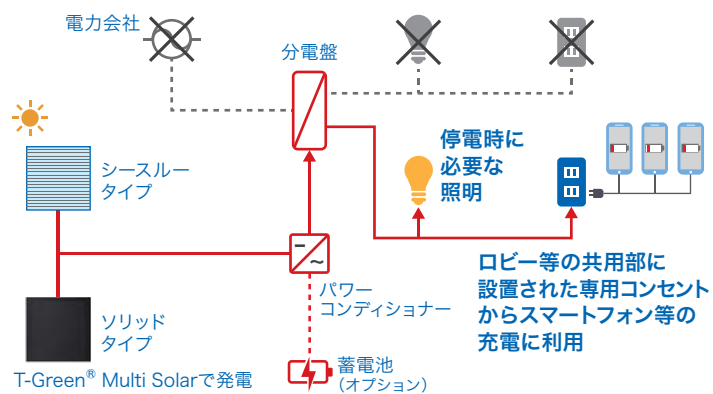 電力会社
分電盤
シースルー
タイプ
停電時に
必要な
照明
ロビー等の共用部に
設置された専用コンセント
からスマートフォン等の
充電に利用
パワー
コンディショナー
ソリッド
タイプ
T-Green® Multi Solarで発電
蓄電池
（オプション）